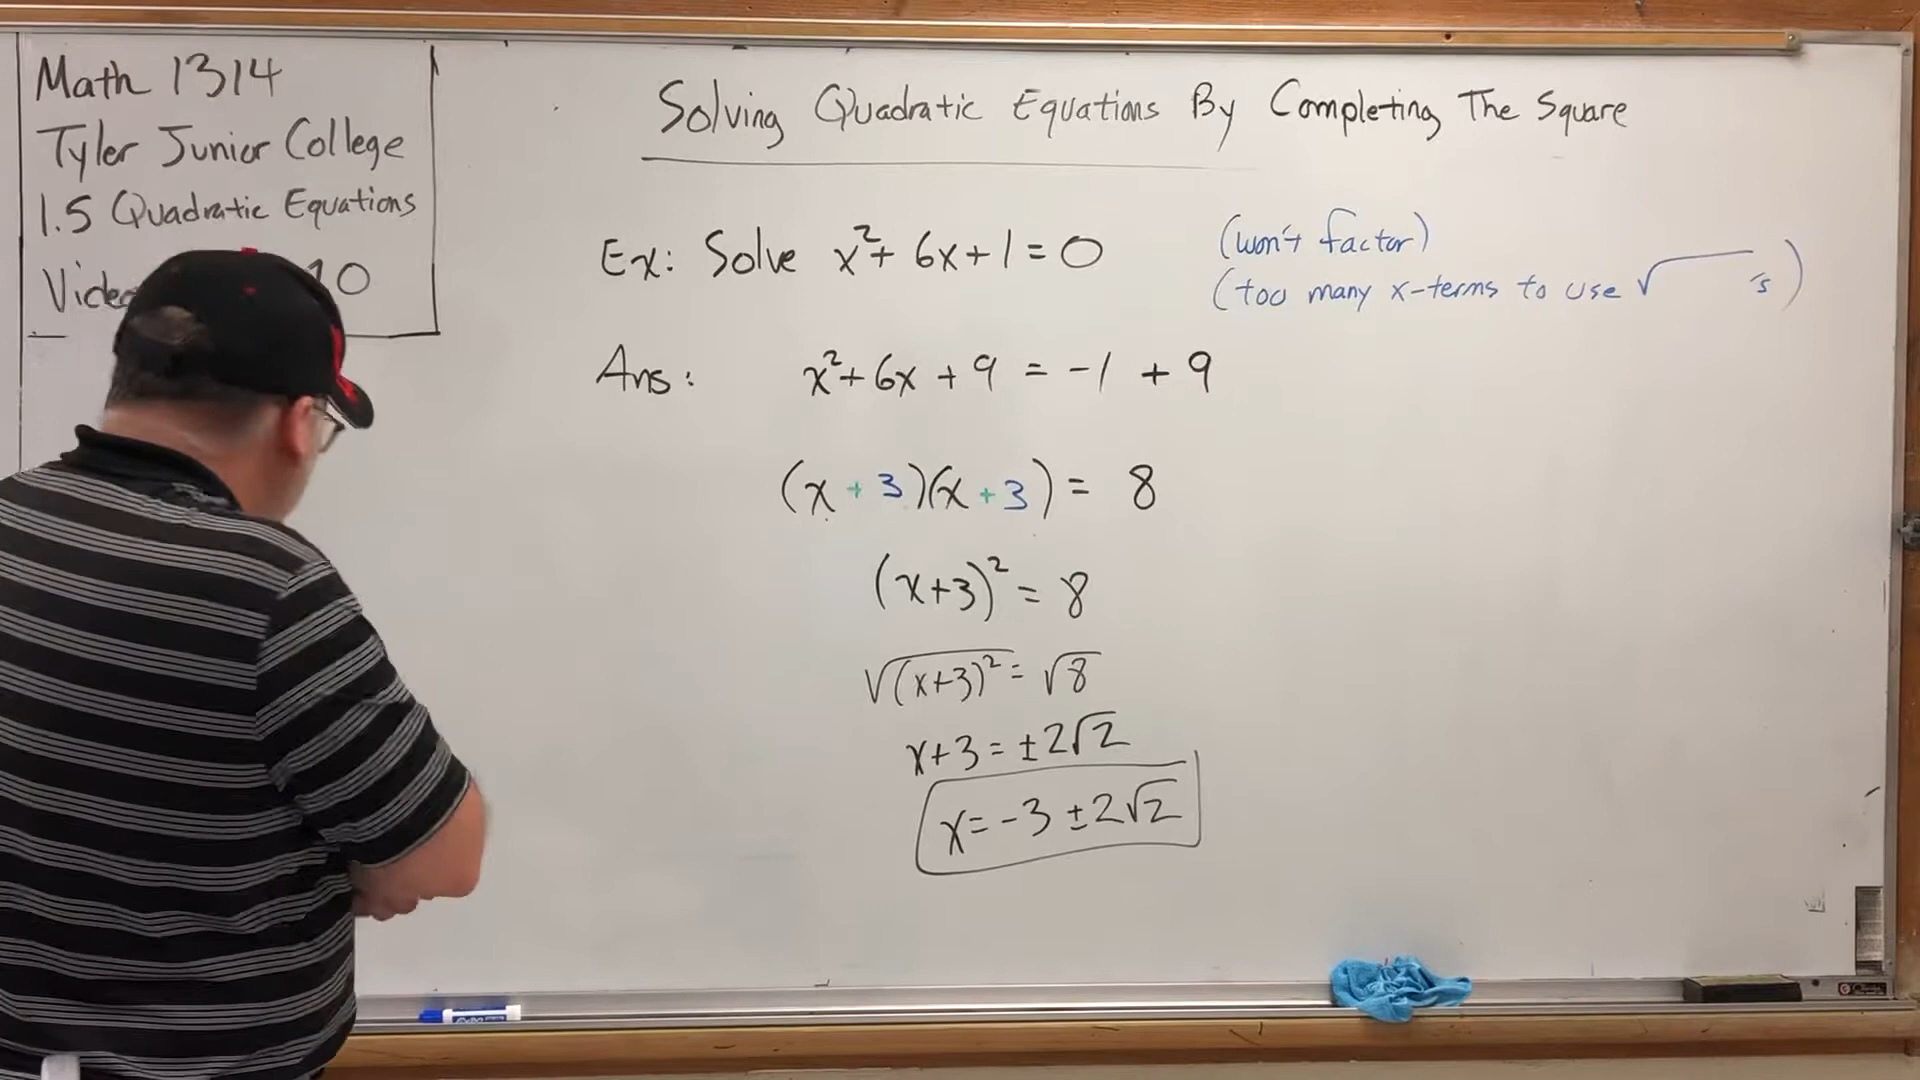 Math 1314
Tyler Junior College
1.5 Quadratic Equations
10
Solving Quadratic Equations By Completing The Square
Ex: Solve x²+ 6x+1=0
(won't factor)
(too many x-terms to use √ 's)
Ans: x²+6x + 9 = -1 + 9
(x + 3)(x + 3) = 8
(x+3)² = 8
√(x+3)² = √8
x+3 = ±2√2
x= -3 ±2√2